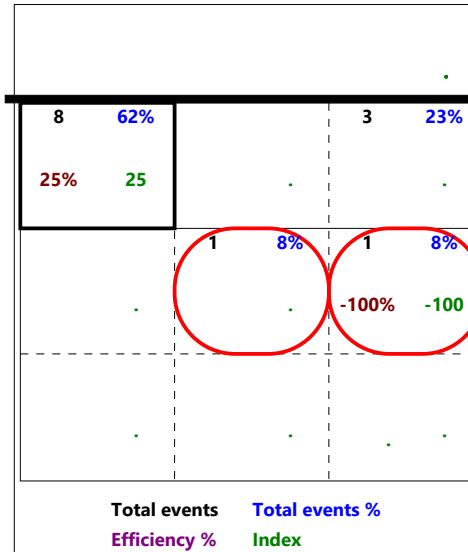 8 62% 3 23%
25% 25
1 8% 1 8%
-100% -100
Total events Total events %
Efficiency % Index